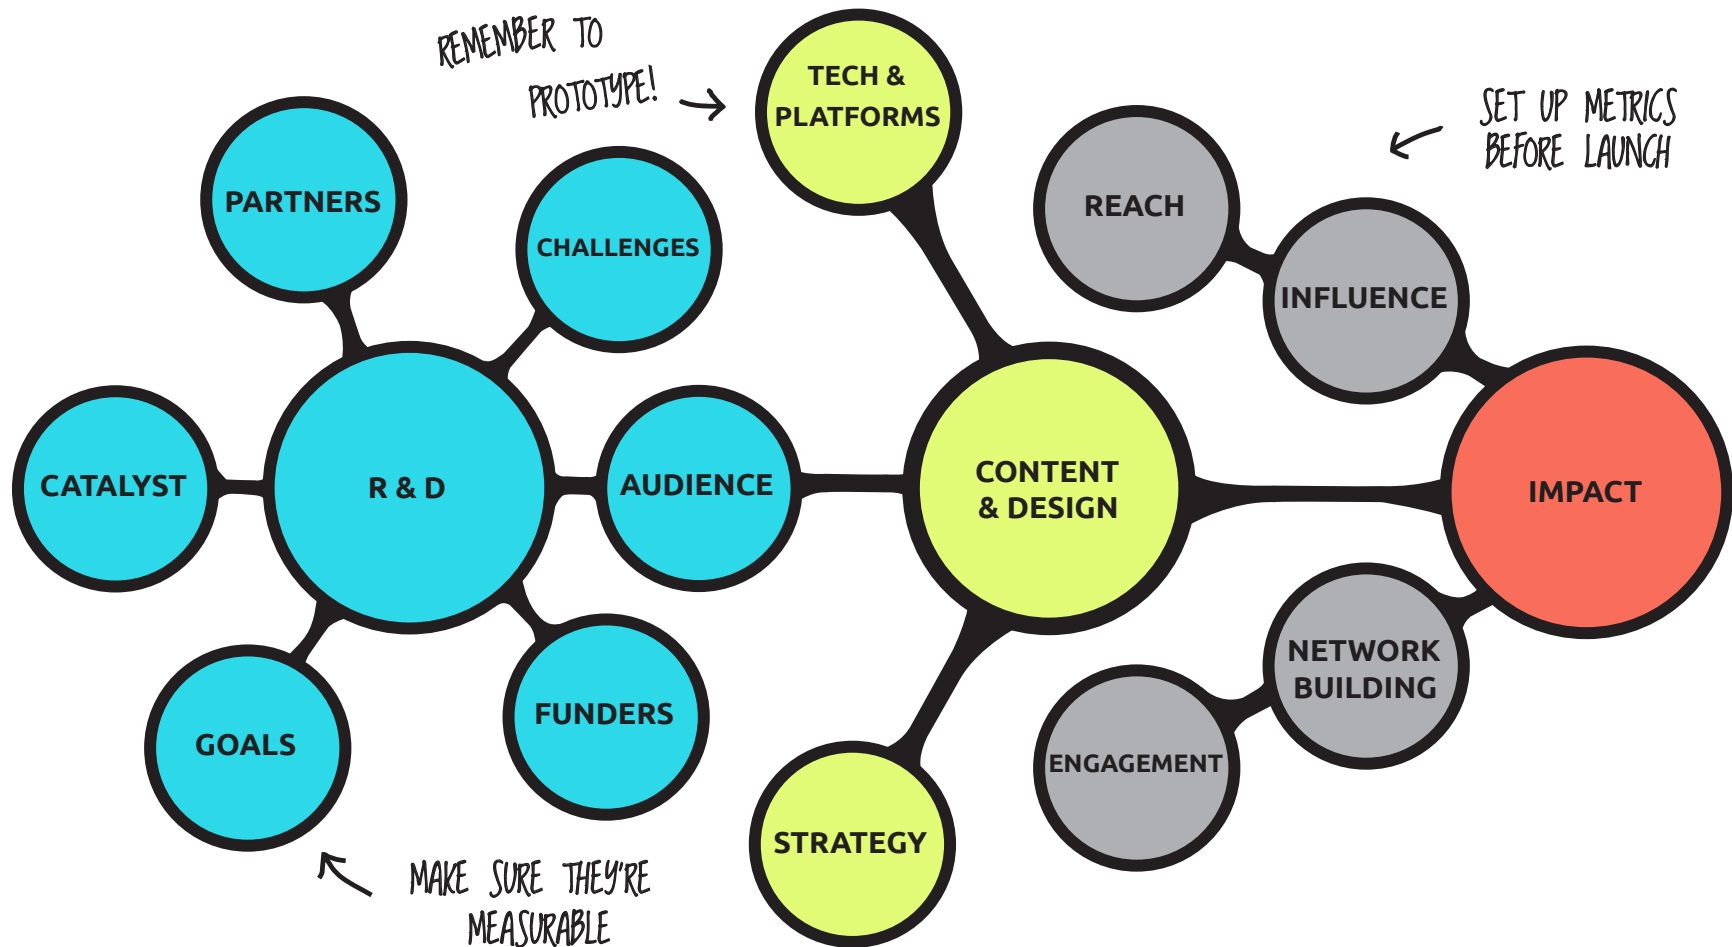 REMEMBER TO
PROTOTYPE!
TECH &
PLATFORMS
SET UP METRICS
BEFORE LAUNCH
PARTNERS
CHALLENGES
REACH
INFLUENCE
CATALYST
R & D
AUDIENCE
CONTENT
& DESIGN
IMPACT
GOALS
FUNDERS
NETWORK
BUILDING
ENGAGEMENT
STRATEGY
MAKE SURE THEY'RE
MEASURABLE